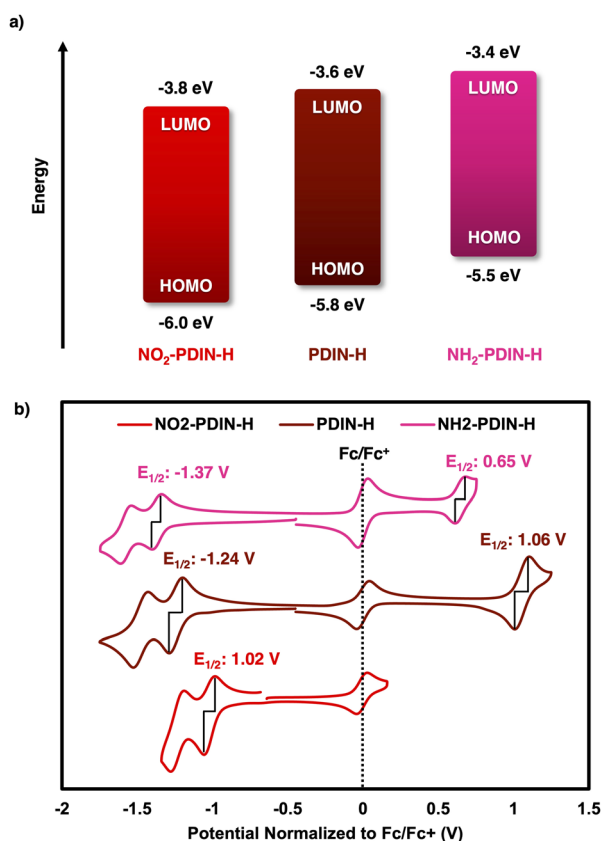 a)
Energy
-3.8 eV
-3.6 eV
-3.4 eV
LUMO
LUMO
LUMO
HOMO
HOMO
HOMO
-6.0 eV
-5.8 eV
-5.5 eV
NO₂-PDIN-H
PDIN-H
NH₂-PDIN-H
b)
NO2-PDIN-H
PDIN-H
NH2-PDIN-H
Fc/Fc⁺
E₁/₂: -1.37 V
E₁/₂: 0.65 V
E₁/₂: -1.24 V
E₁/₂: 1.06 V
E₁/₂: 1.02 V
-2 -1.5 -1 -0.5 0 0.5 1 1.5
Potential Normalized to Fc/Fc+ (V)